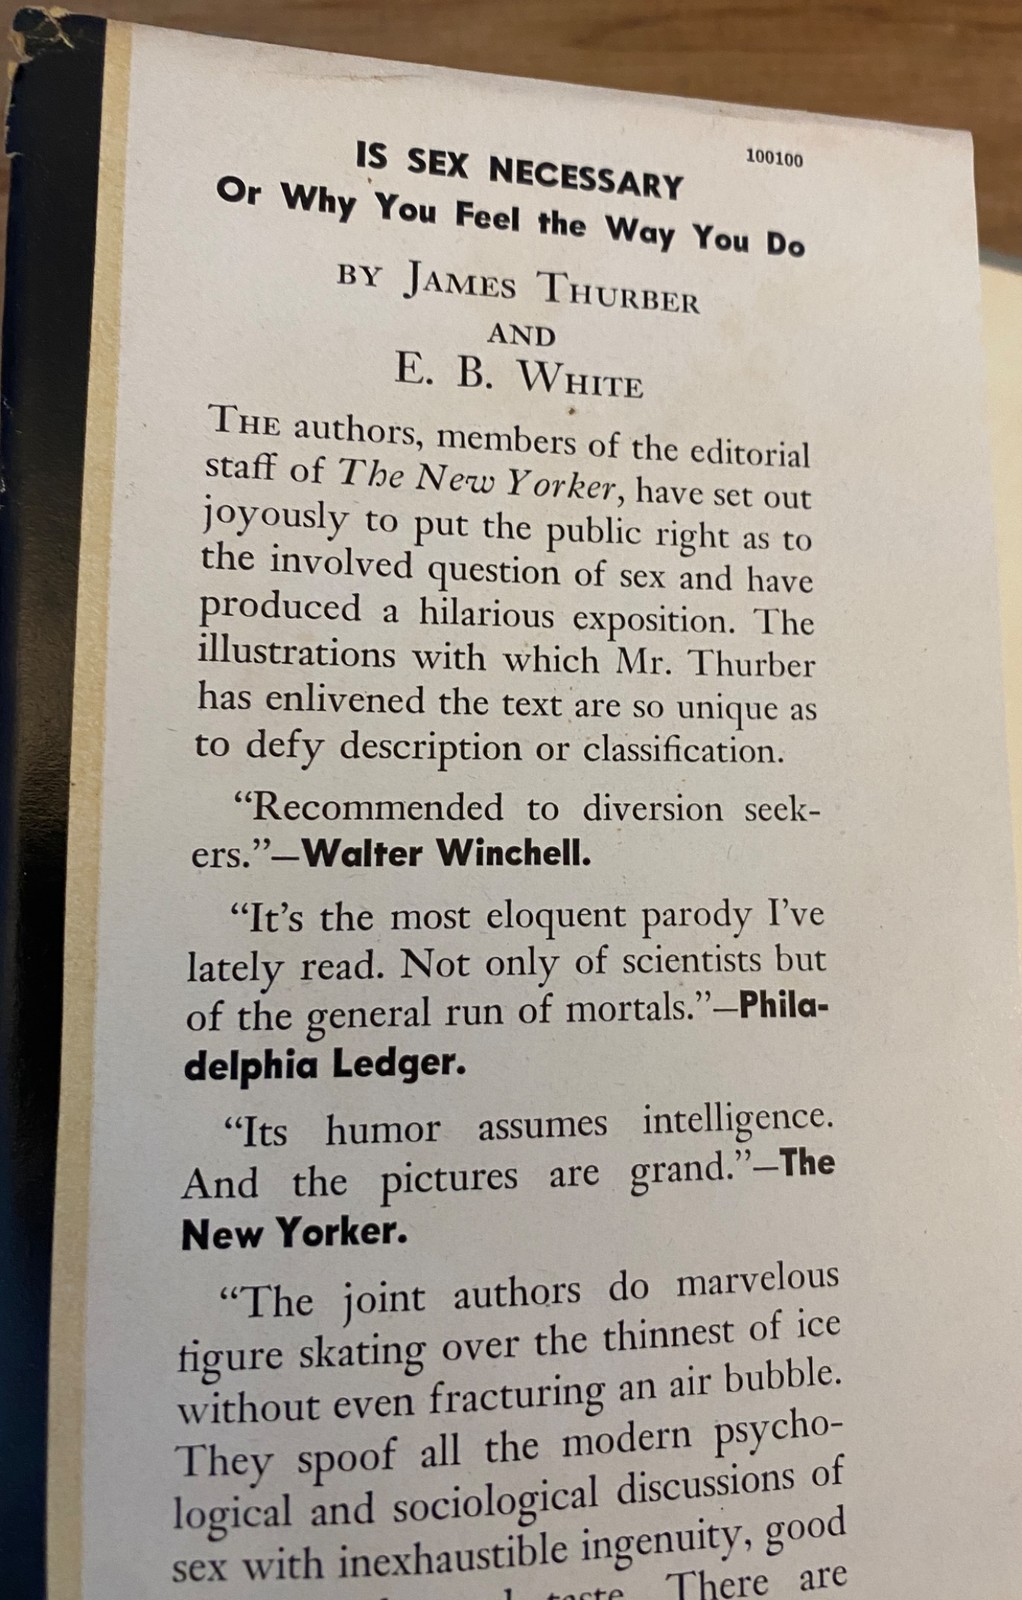 100100
IS SEX NECESSARY
Or Why You Feel the Way You Do
BY JAMES THURBER
AND
E. B. WHITE
THE authors, members of the editorial
staff of The New Yorker, have set out
joyously to put the public right as to
the involved question of sex and have
produced a hilarious exposition. The
illustrations with which Mr. Thurber
has enlivened the text are so unique as
to defy description or classification.
“Recommended to diversion seek-
ers.”—Walter Winchell.
“It’s the most eloquent parody I’ve
lately read. Not only of scientists but
of the general run of mortals.”—Phila-
delphia Ledger.
“Its humor assumes intelligence.
And the pictures are grand.”—The
New Yorker.
“The joint authors do marvelous
figure skating over the thinnest of ice
without even fracturing an air bubble.
They spoof all the modern psycho-
logical and sociological discussions of
sex with inexhaustible ingenuity, good
taste. There are